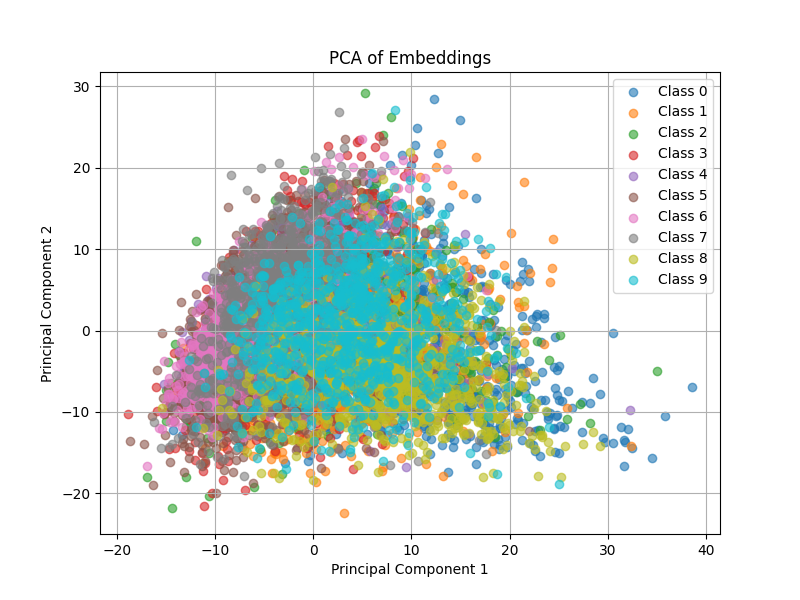 PCA of Embeddings
30
20
10
0
−10
−20
Principal Component 2
−20
−10
0
10
20
30
40
Principal Component 1
Class 0
Class 1
Class 2
Class 3
Class 4
Class 5
Class 6
Class 7
Class 8
Class 9